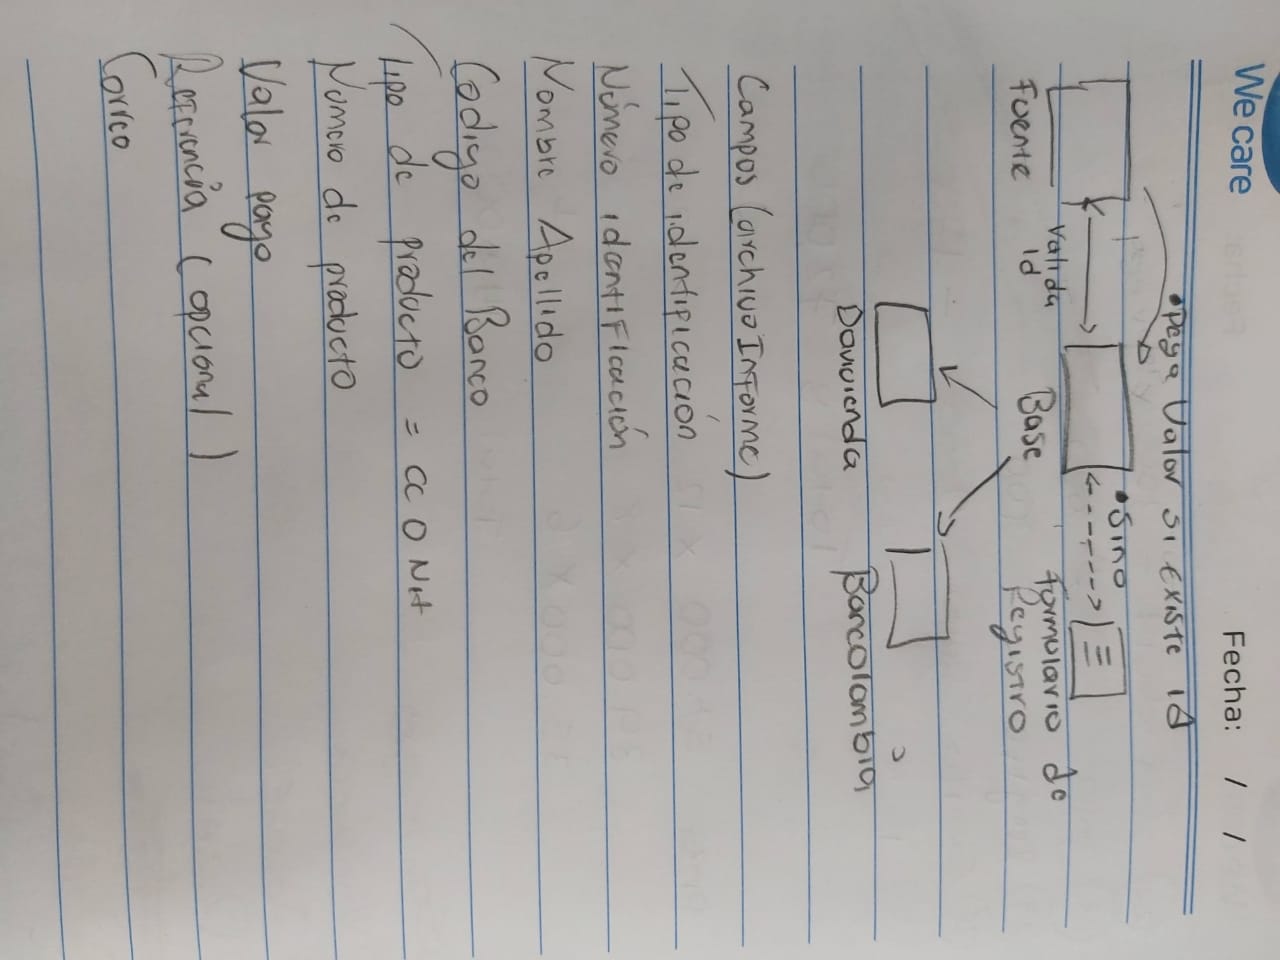 We care
Fecha: / /
• Pega Valor si existe id
• Sino
Valida
Id
Fuente
Base
Formulario de
Registro
Davivienda
Bancolombia
Campos (archivo Informe)
Tipo de identificación
Número identificación
Nombre Apellido
Codigo del Banco
Tipo de producto = CC O Nit
Numero de producto
Valor pago
Referencia (opcional)
Correo